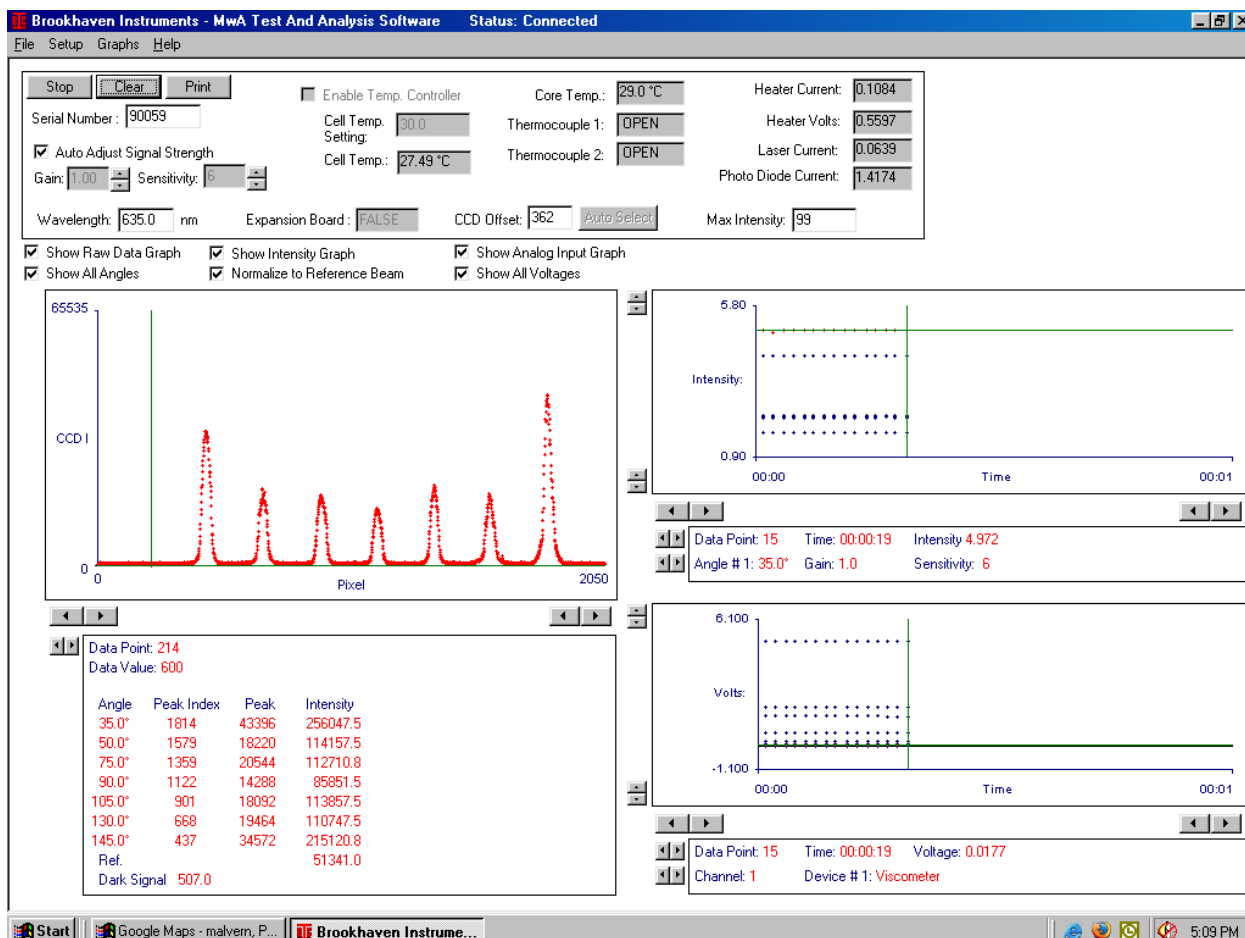 Brookhaven Instruments - MwA Test And Analysis Software Status: Connected
File Setup Graphs Help
Stop Clear Print
Serial Number : 90059
Auto Adjust Signal Strength
Gain: 1.00 Sensitivity: 6
Enable Temp. Controller
Cell Temp. Setting: 30.0
Cell Temp.: 27.49 °C
Core Temp.: 29.0 °C
Thermocouple 1: OPEN
Thermocouple 2: OPEN
Heater Current: 0.1084
Heater Volts: 0.5597
Laser Current: 0.0639
Photo Diode Current: 1.4174
Wavelength: 635.0 nm Expansion Board : FALSE CCD Offset: 362 Auto Select Max Intensity: 99
Show Raw Data Graph Show Intensity Graph Show Analog Input Graph
Show All Angles Normalize to Reference Beam Show All Voltages
65535
CCD I
0
0 Pixel 2050
Data Point: 214
Data Value: 600
Angle Peak Index Peak Intensity
35.0° 1814 43396 256047.5
50.0° 1579 18220 114157.5
75.0° 1359 20544 112710.8
90.0° 1122 14288 85851.5
105.0° 901 18092 113857.5
130.0° 668 19464 110747.5
145.0° 437 34572 215120.8
Ref. 51341.0
Dark Signal 507.0
5.80
Intensity:
0.90
00:00 Time 00:01
Data Point: 15 Time: 00:00:19 Intensity 4.972
Angle # 1: 35.0° Gain: 1.0 Sensitivity: 6
6.100
Volts:
-1.100
00:00 Time 00:01
Data Point: 15 Time: 00:00:19 Voltage: 0.0177
Channel: 1 Device # 1: Viscometer
Start Google Maps - malvern, P... Brookhaven Instrume... 5:09 PM